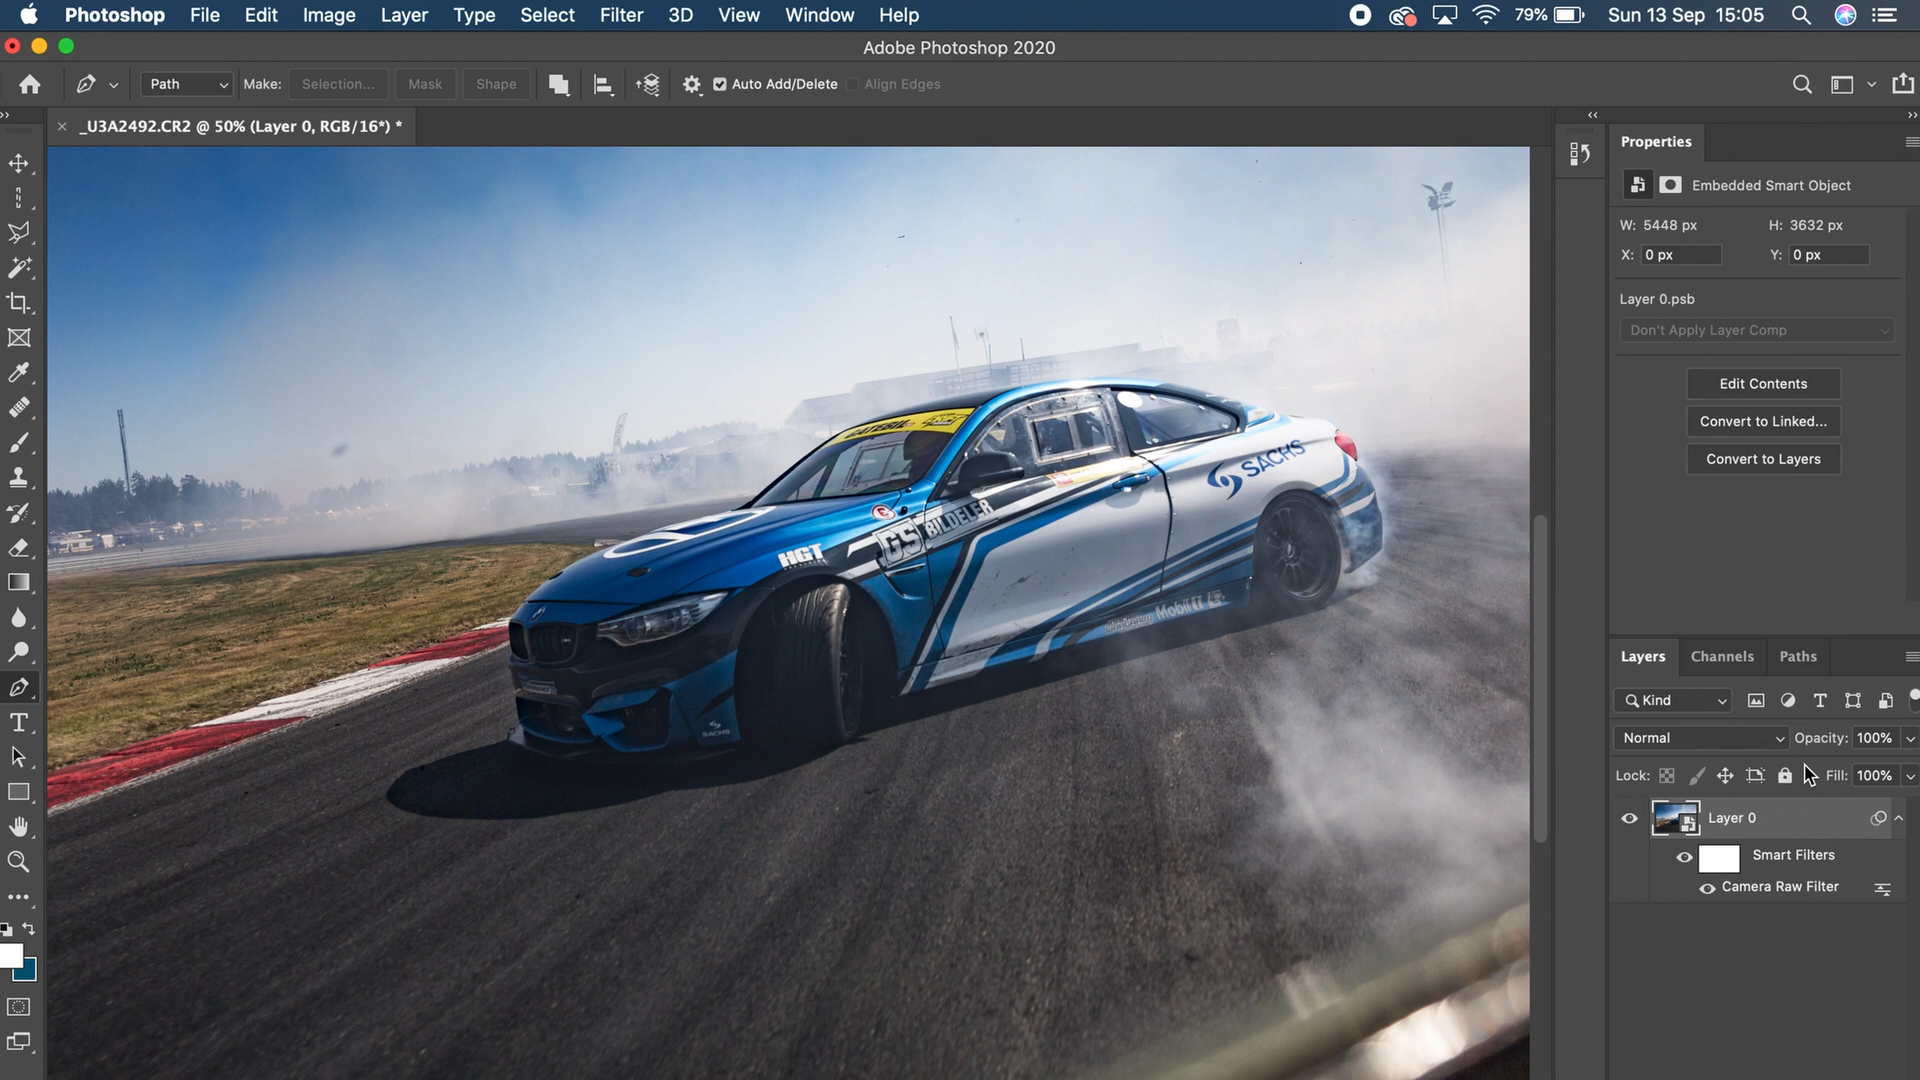 Photoshop File Edit Image Layer Type Select Filter 3D View Window Help 79% Sun 13 Sep 15:05
Adobe Photoshop 2020
Path Make: Selection... Mask Shape Auto Add/Delete Align Edges
_U3A2492.CR2 @ 50% (Layer 0, RGB/16*) *
Properties
Embedded Smart Object
W: 5448 px H: 3632 px
X: 0 px Y: 0 px
Layer 0.psb
Don't Apply Layer Comp
Edit Contents
Convert to Linked...
Convert to Layers
GATEBIL
SACHS
GS BILDELER
HGT
Mobil 1
SACHS
Layers Channels Paths
Kind
Normal Opacity: 100%
Lock: Fill: 100%
Layer 0
Smart Filters
Camera Raw Filter